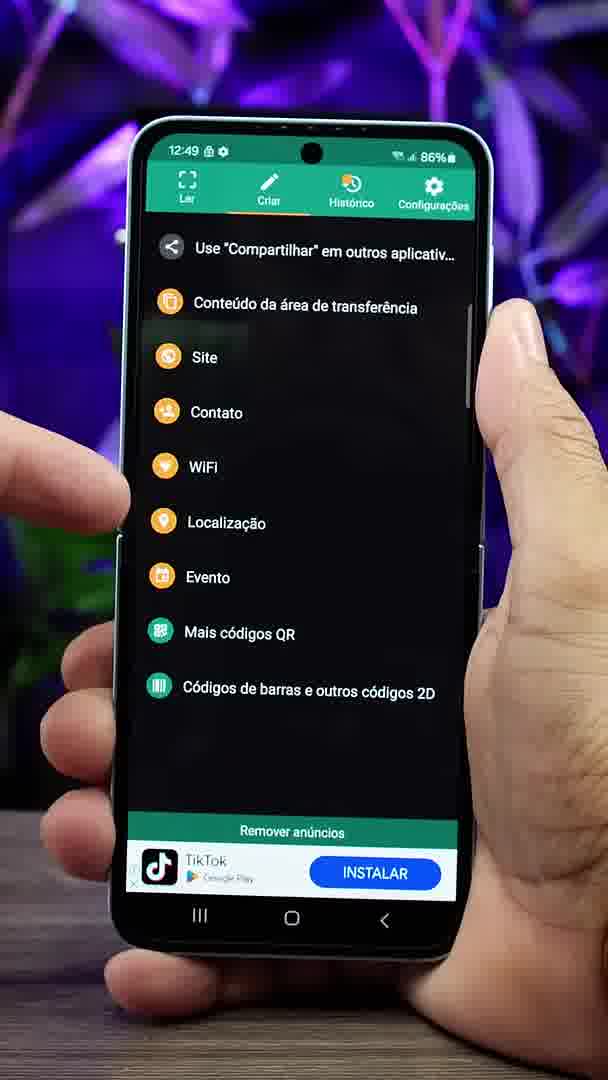 12:49
86%
Ler
Criar
Histórico
Configurações
Use "Compartilhar" em outros aplicativ...
Conteúdo da área de transferência
Site
Contato
WiFi
Localização
Evento
Mais códigos QR
Códigos de barras e outros códigos 2D
Remover anúncios
TikTok
Google Play
INSTALAR